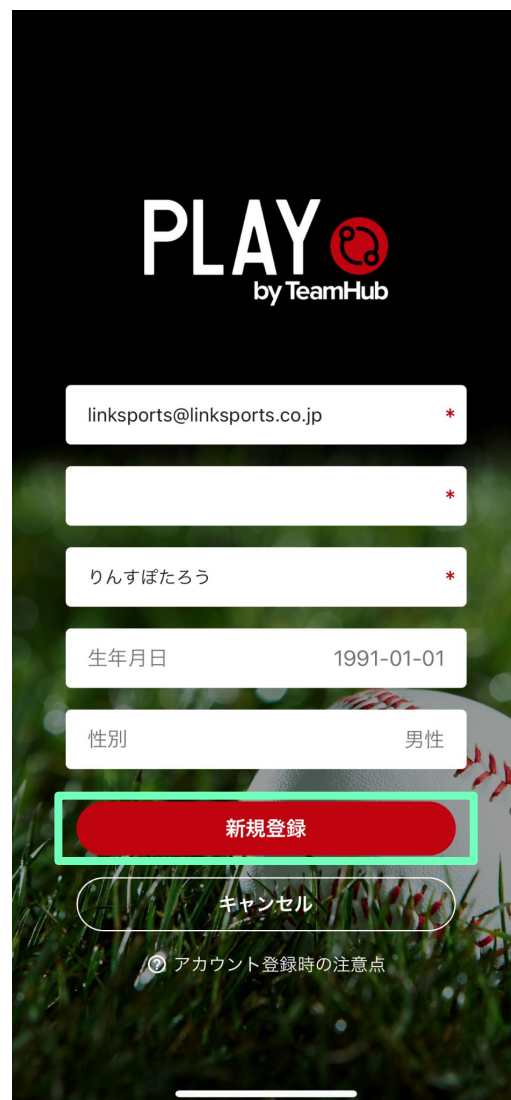 PLAY
by TeamHub
linksports@linksports.co.jp *
*
りんすぽたろう *
生年月日 1991-01-01
性別 男性
新規登録
キャンセル
? アカウント登録時の注意点